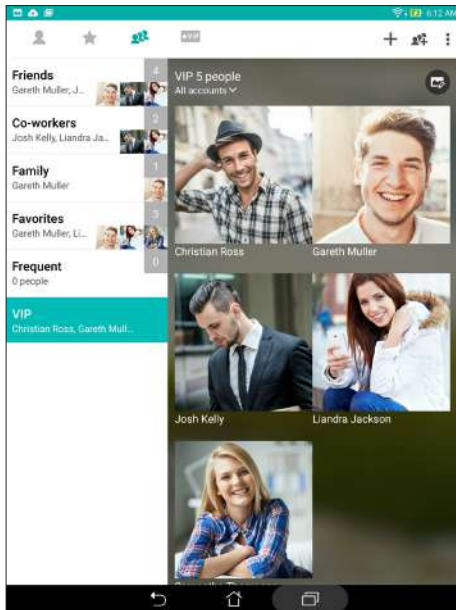 6:12 AM
VIP
Friends
4
Gareth Muller, J..
Co-workers
2
Josh Kelly, Liandra Ja..
Family
1
Gareth Muller
Favorites
3
Gareth Muller, Li..
Frequent
0
0 people
VIP
Christian Ross, Gareth Mull..
VIP 5 people
All accounts
Christian Ross
Gareth Muller
Josh Kelly
Liandra Jackson